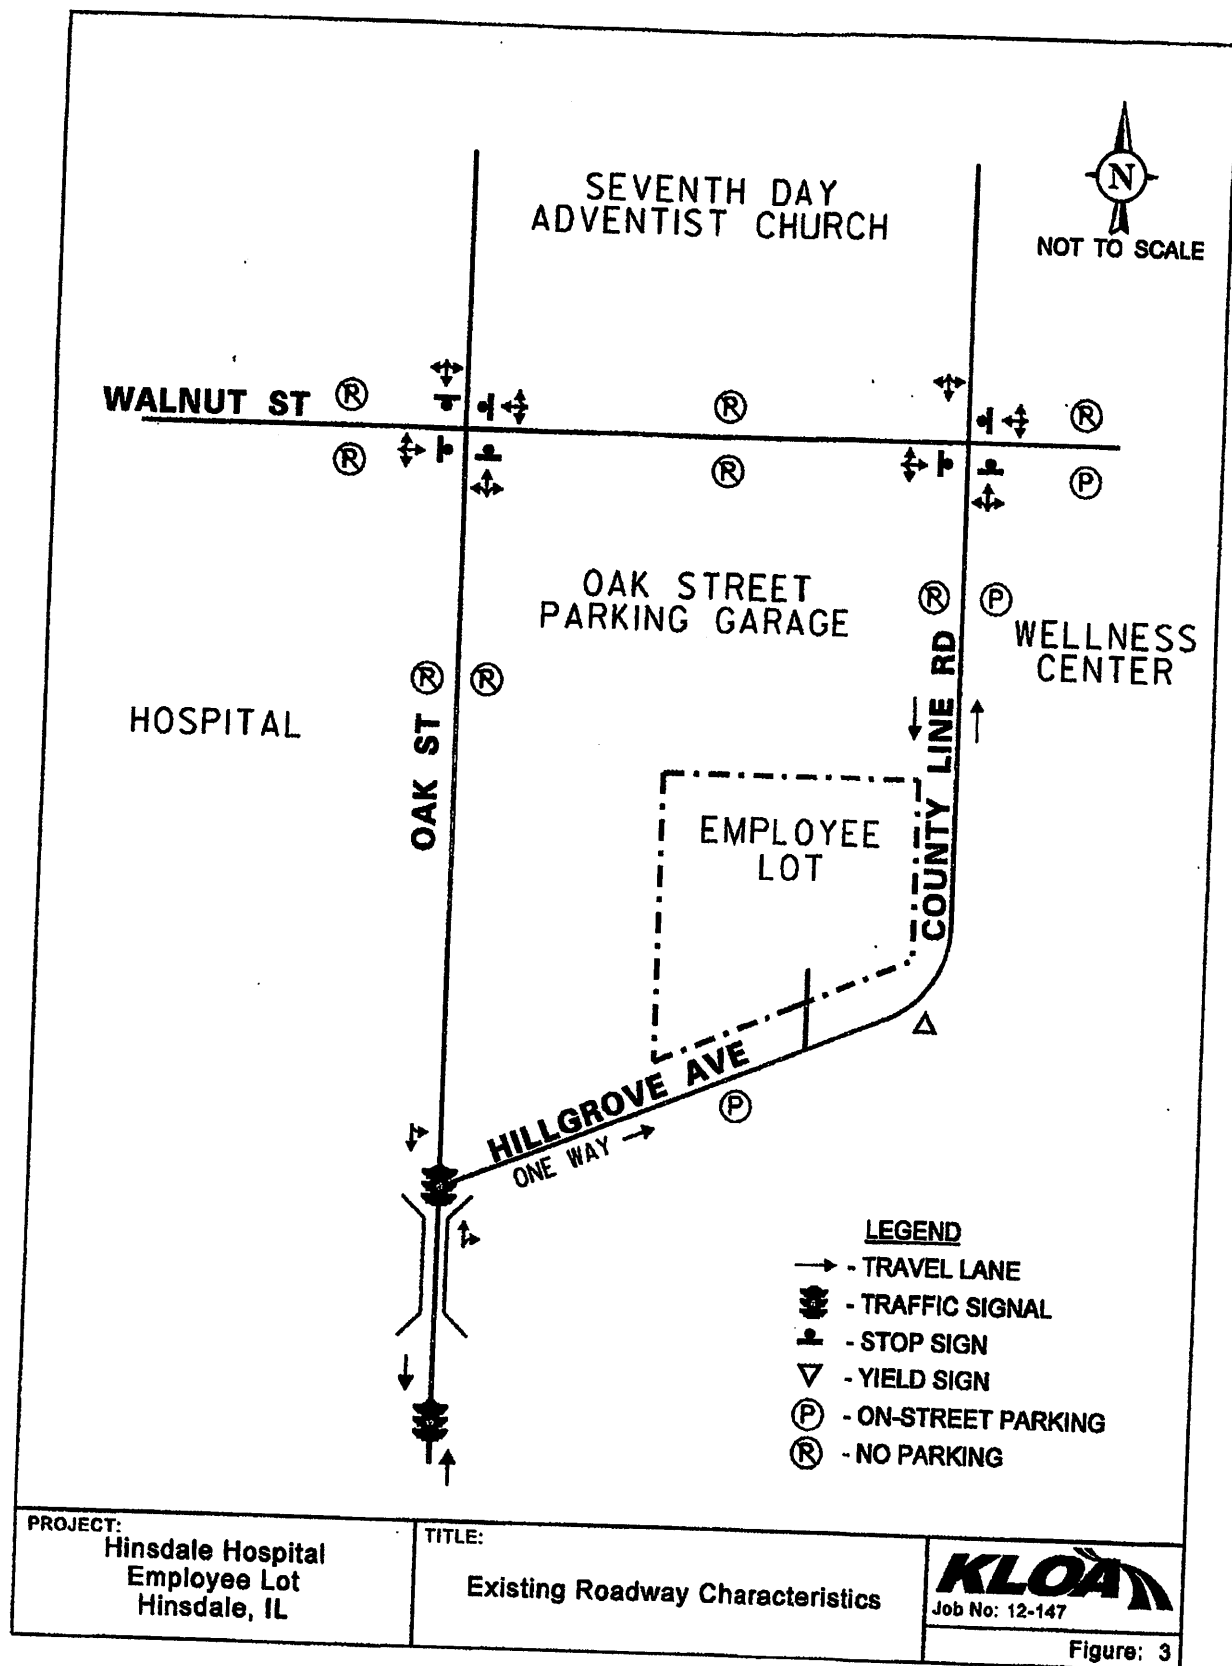 SEVENTH DAY
ADVENTIST CHURCH
N
NOT TO SCALE
WALNUT ST
R
R
R
R
R
P
OAK STREET
PARKING GARAGE
R
P
WELLNESS
CENTER
HOSPITAL
R
R
OAK ST
COUNTY LINE RD
EMPLOYEE
LOT
HILLGROVE AVE
ONE WAY
P
LEGEND
- TRAVEL LANE
- TRAFFIC SIGNAL
- STOP SIGN
- YIELD SIGN
P - ON-STREET PARKING
R - NO PARKING
PROJECT:
Hinsdale Hospital
Employee Lot
Hinsdale, IL
TITLE:
Existing Roadway Characteristics
KLOA
Job No: 12-147
Figure: 3